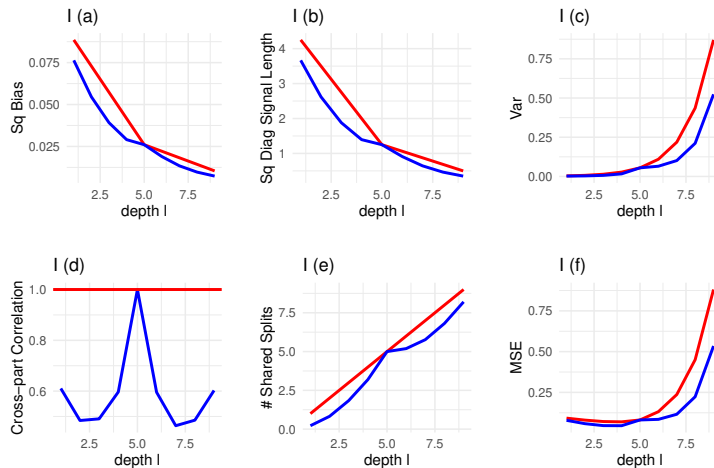 I (a)
Sq Bias
0.075
0.050
0.025
2.5 5.0 7.5
depth l
I (b)
Sq Diag Signal Length
4
3
2
1
2.5 5.0 7.5
depth l
I (c)
Var
0.75
0.50
0.25
0.00
2.5 5.0 7.5
depth l
I (d)
Cross-part Correlation
1.0
0.8
0.6
2.5 5.0 7.5
depth l
I (e)
# Shared Splits
7.5
5.0
2.5
0.0
2.5 5.0 7.5
depth l
I (f)
MSE
0.75
0.50
0.25
2.5 5.0 7.5
depth l